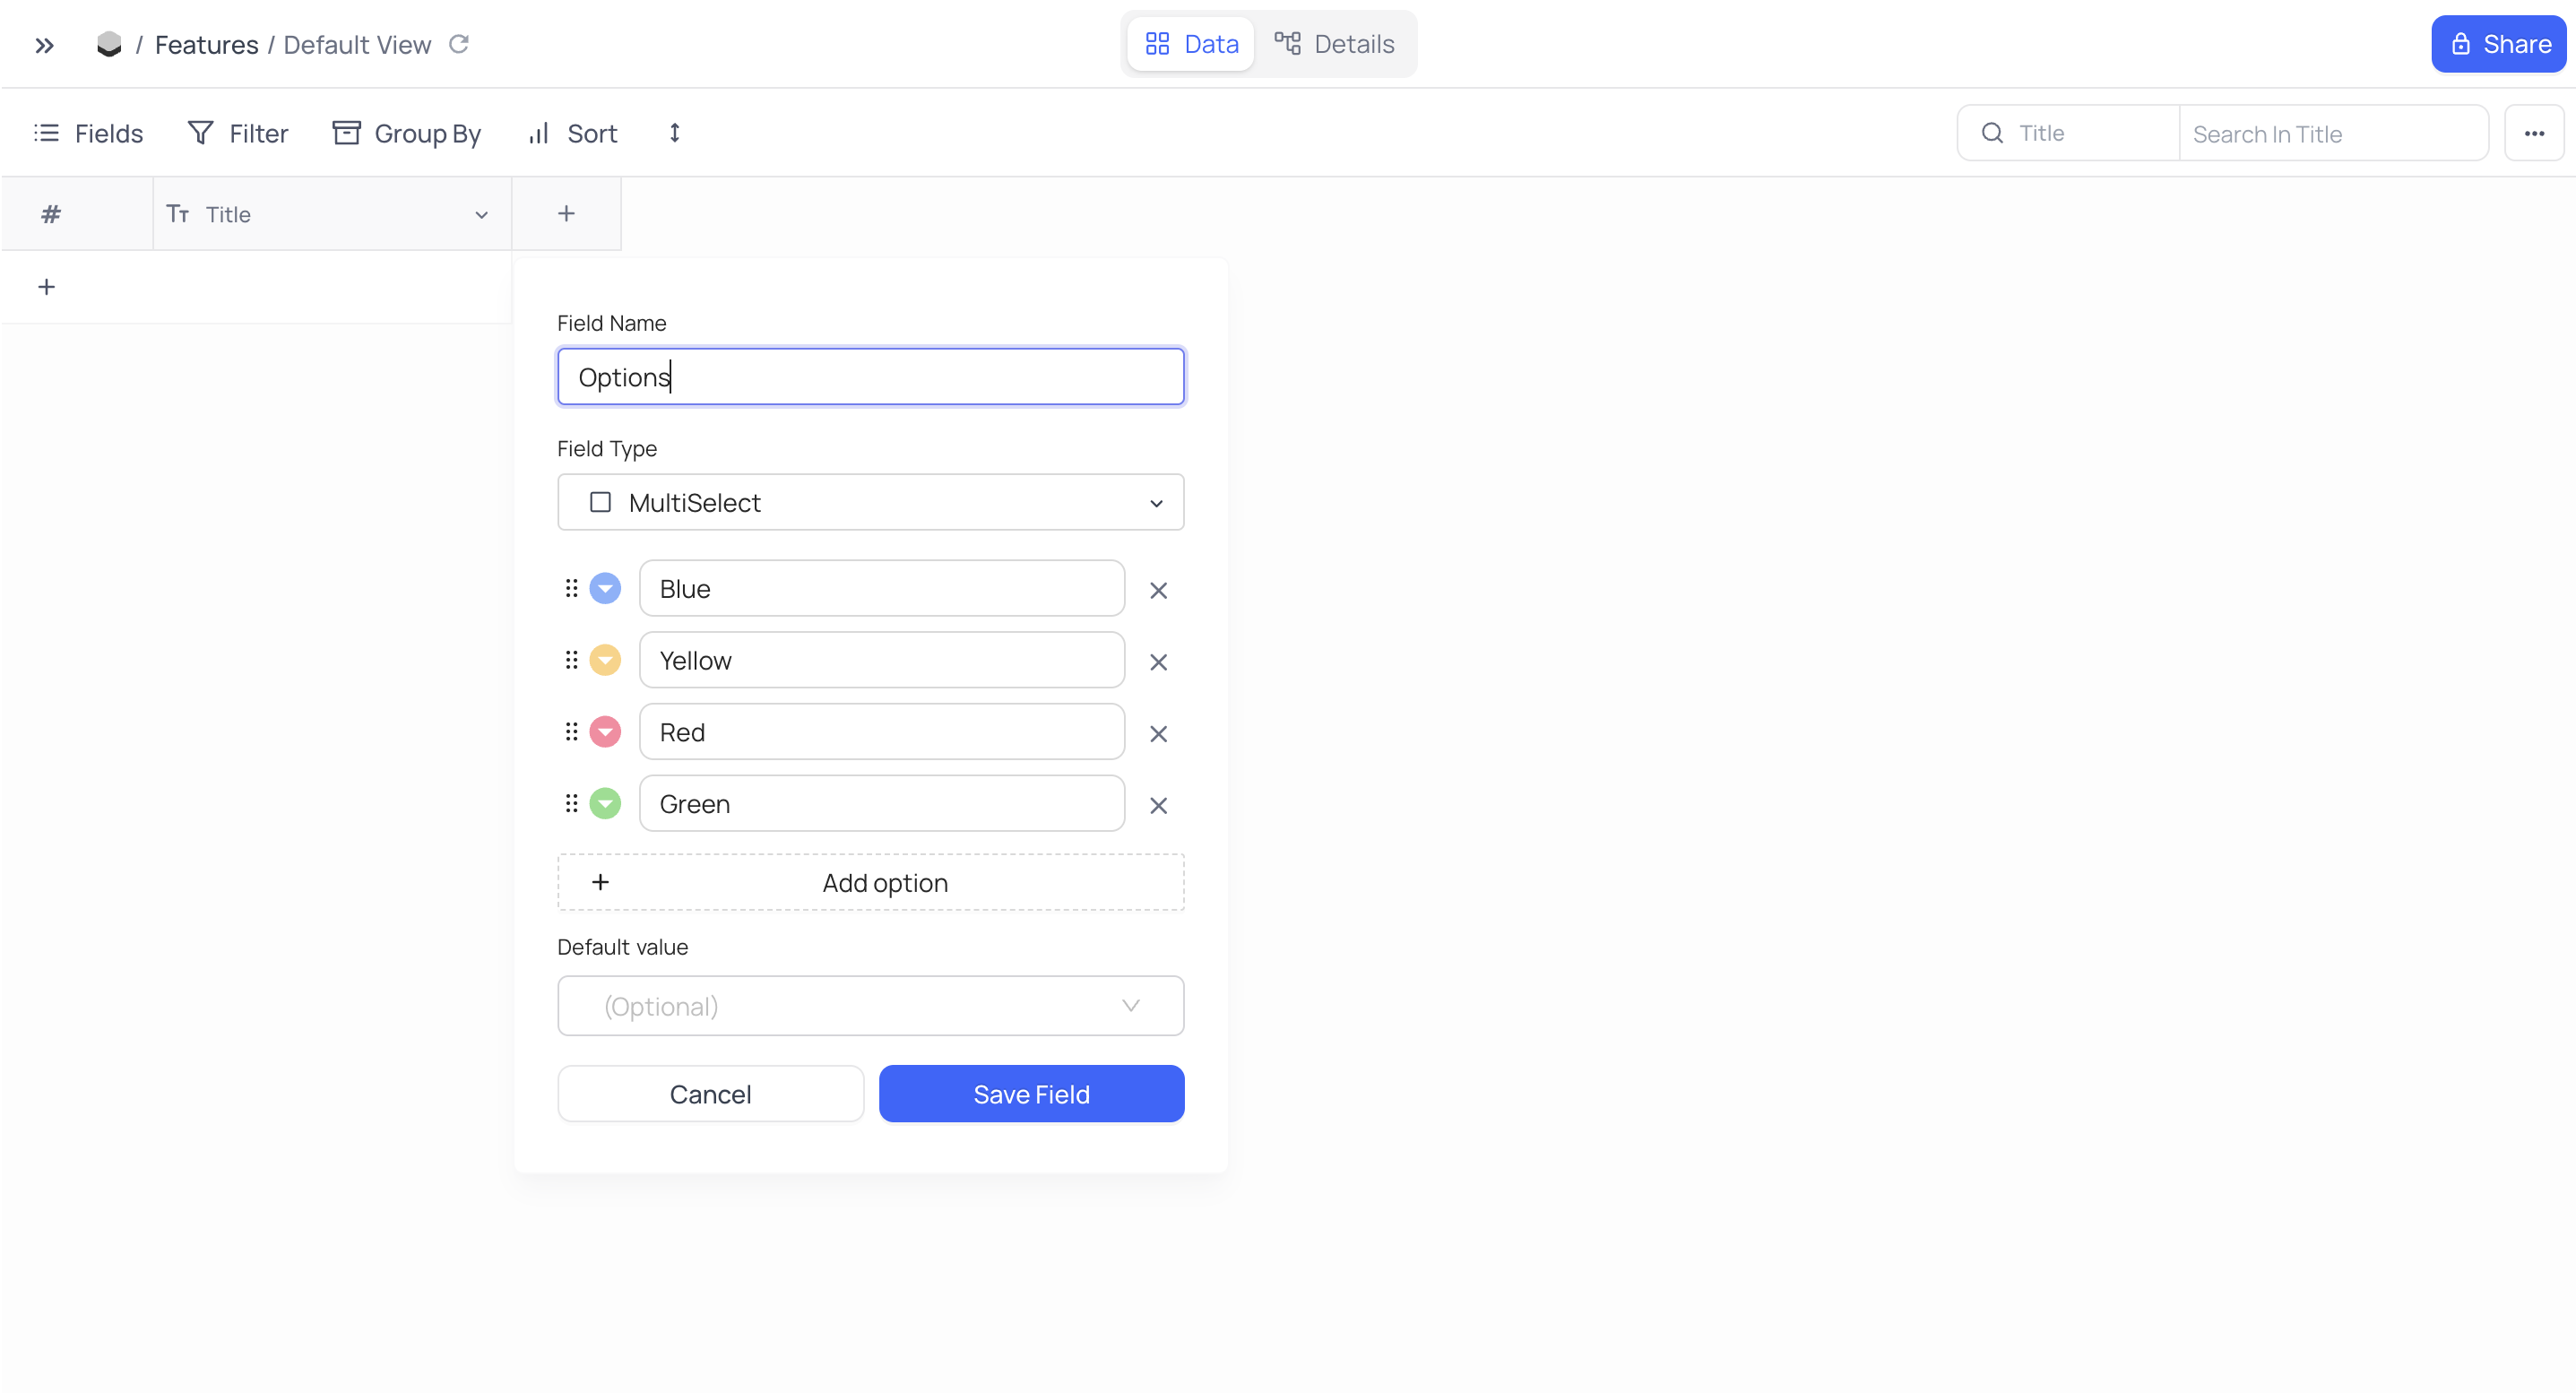 / Features / Default View
Data
Details
Share
Fields
Filter
Group By
Sort
Title
Search In Title
# Title
Field Name
Options
Field Type
MultiSelect
Blue
Yellow
Red
Green
Add option
Default value
(Optional)
Cancel
Save Field